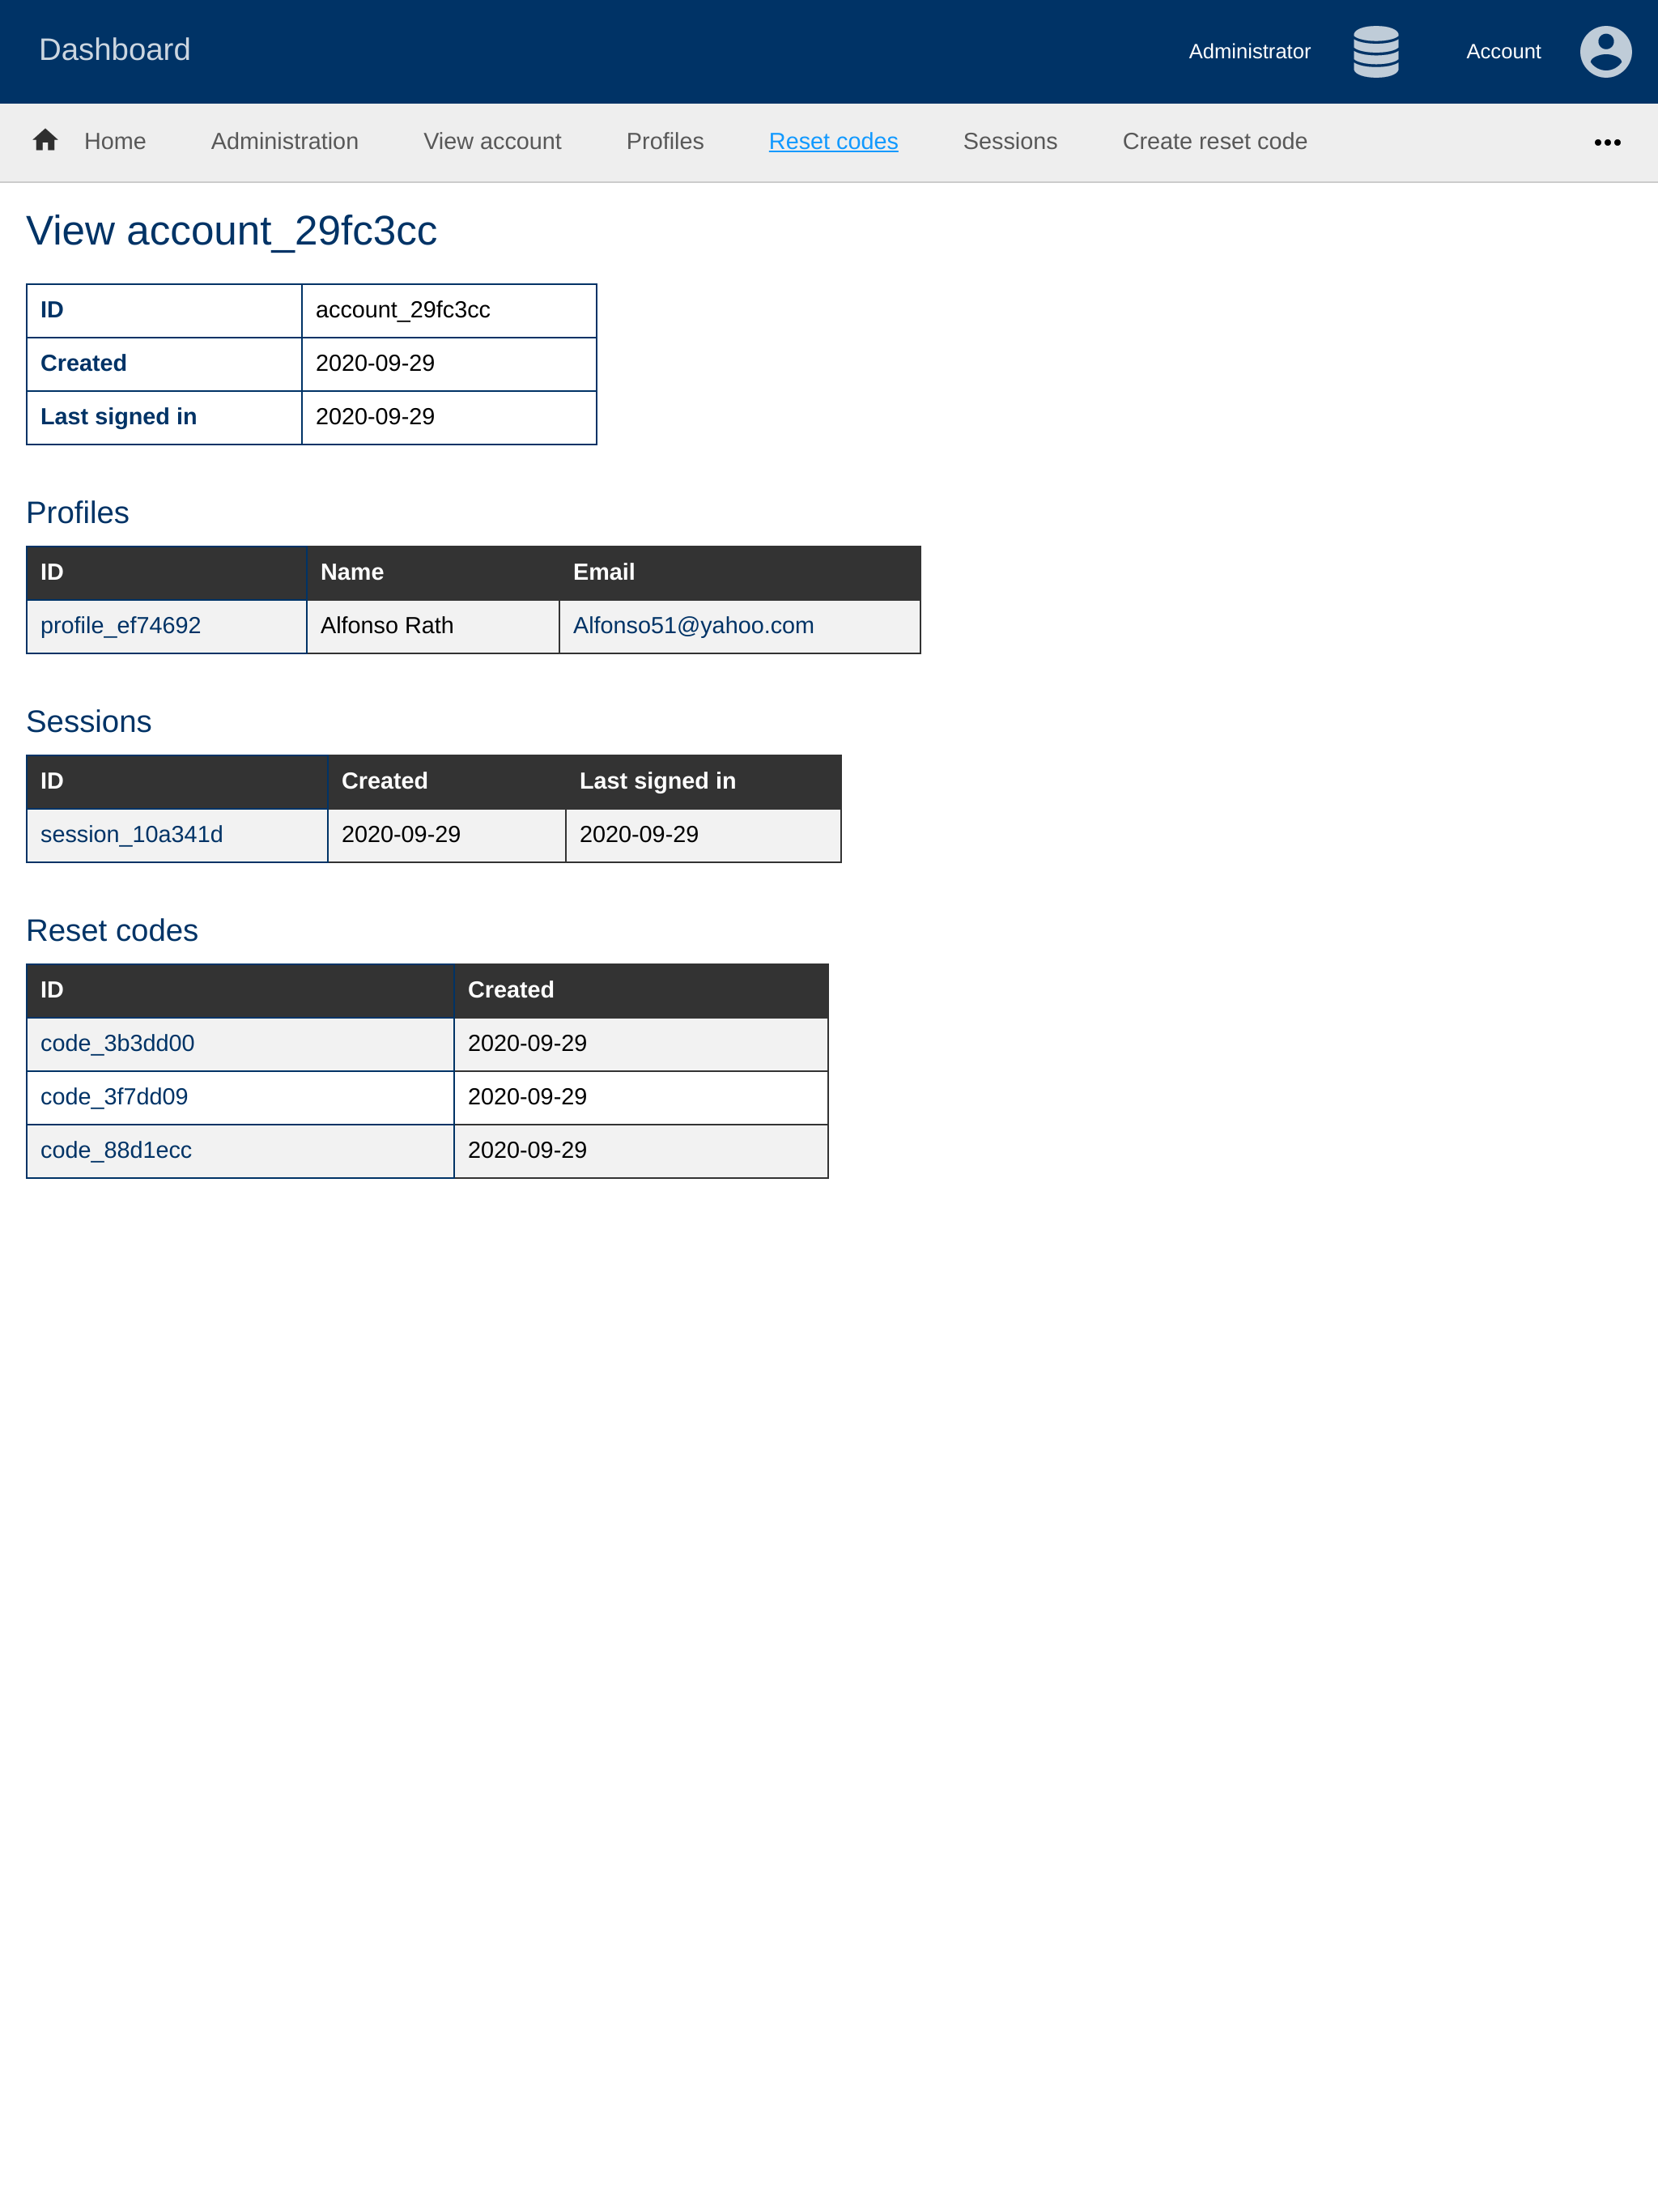 Dashboard Administrator Account
Home Administration View account Profiles Reset codes Sessions Create reset code •••
View account_29fc3cc
ID account_29fc3cc
Created 2020-09-29
Last signed in 2020-09-29
Profiles
ID Name Email
profile_ef74692 Alfonso Rath Alfonso51@yahoo.com
Sessions
ID Created Last signed in
session_10a341d 2020-09-29 2020-09-29
Reset codes
ID Created
code_3b3dd00 2020-09-29
code_3f7dd09 2020-09-29
code_88d1ecc 2020-09-29